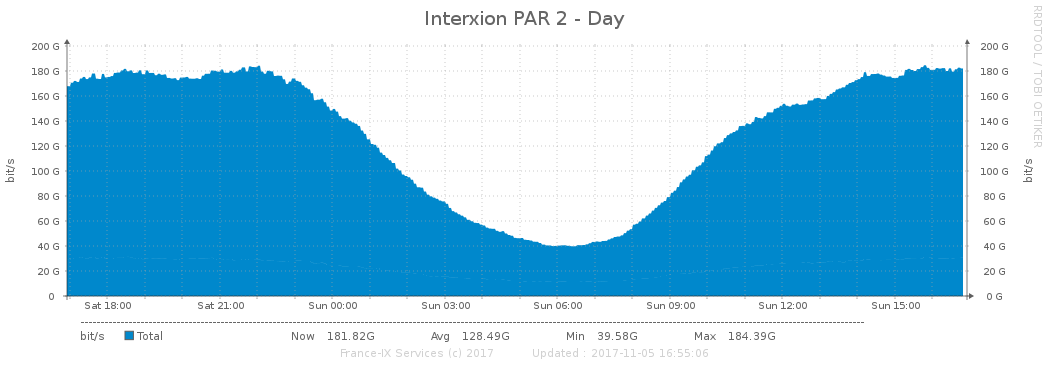 Interxion PAR 2 - Day
RRDTOOL / TOBI OETIKER
200 G 200 G
180 G 180 G
160 G 160 G
140 G 140 G
120 G 120 G
100 G 100 G
80 G 80 G
60 G 60 G
40 G 40 G
20 G 20 G
0 0 G
bit/s
bit/s
Sat 18:00 Sat 21:00 Sun 00:00 Sun 03:00 Sun 06:00 Sun 09:00 Sun 12:00 Sun 15:00
bit/s Total Now 181.82G Avg 128.49G Min 39.58G Max 184.39G
France-IX Services (c) 2017 Updated : 2017-11-05 16:55:06